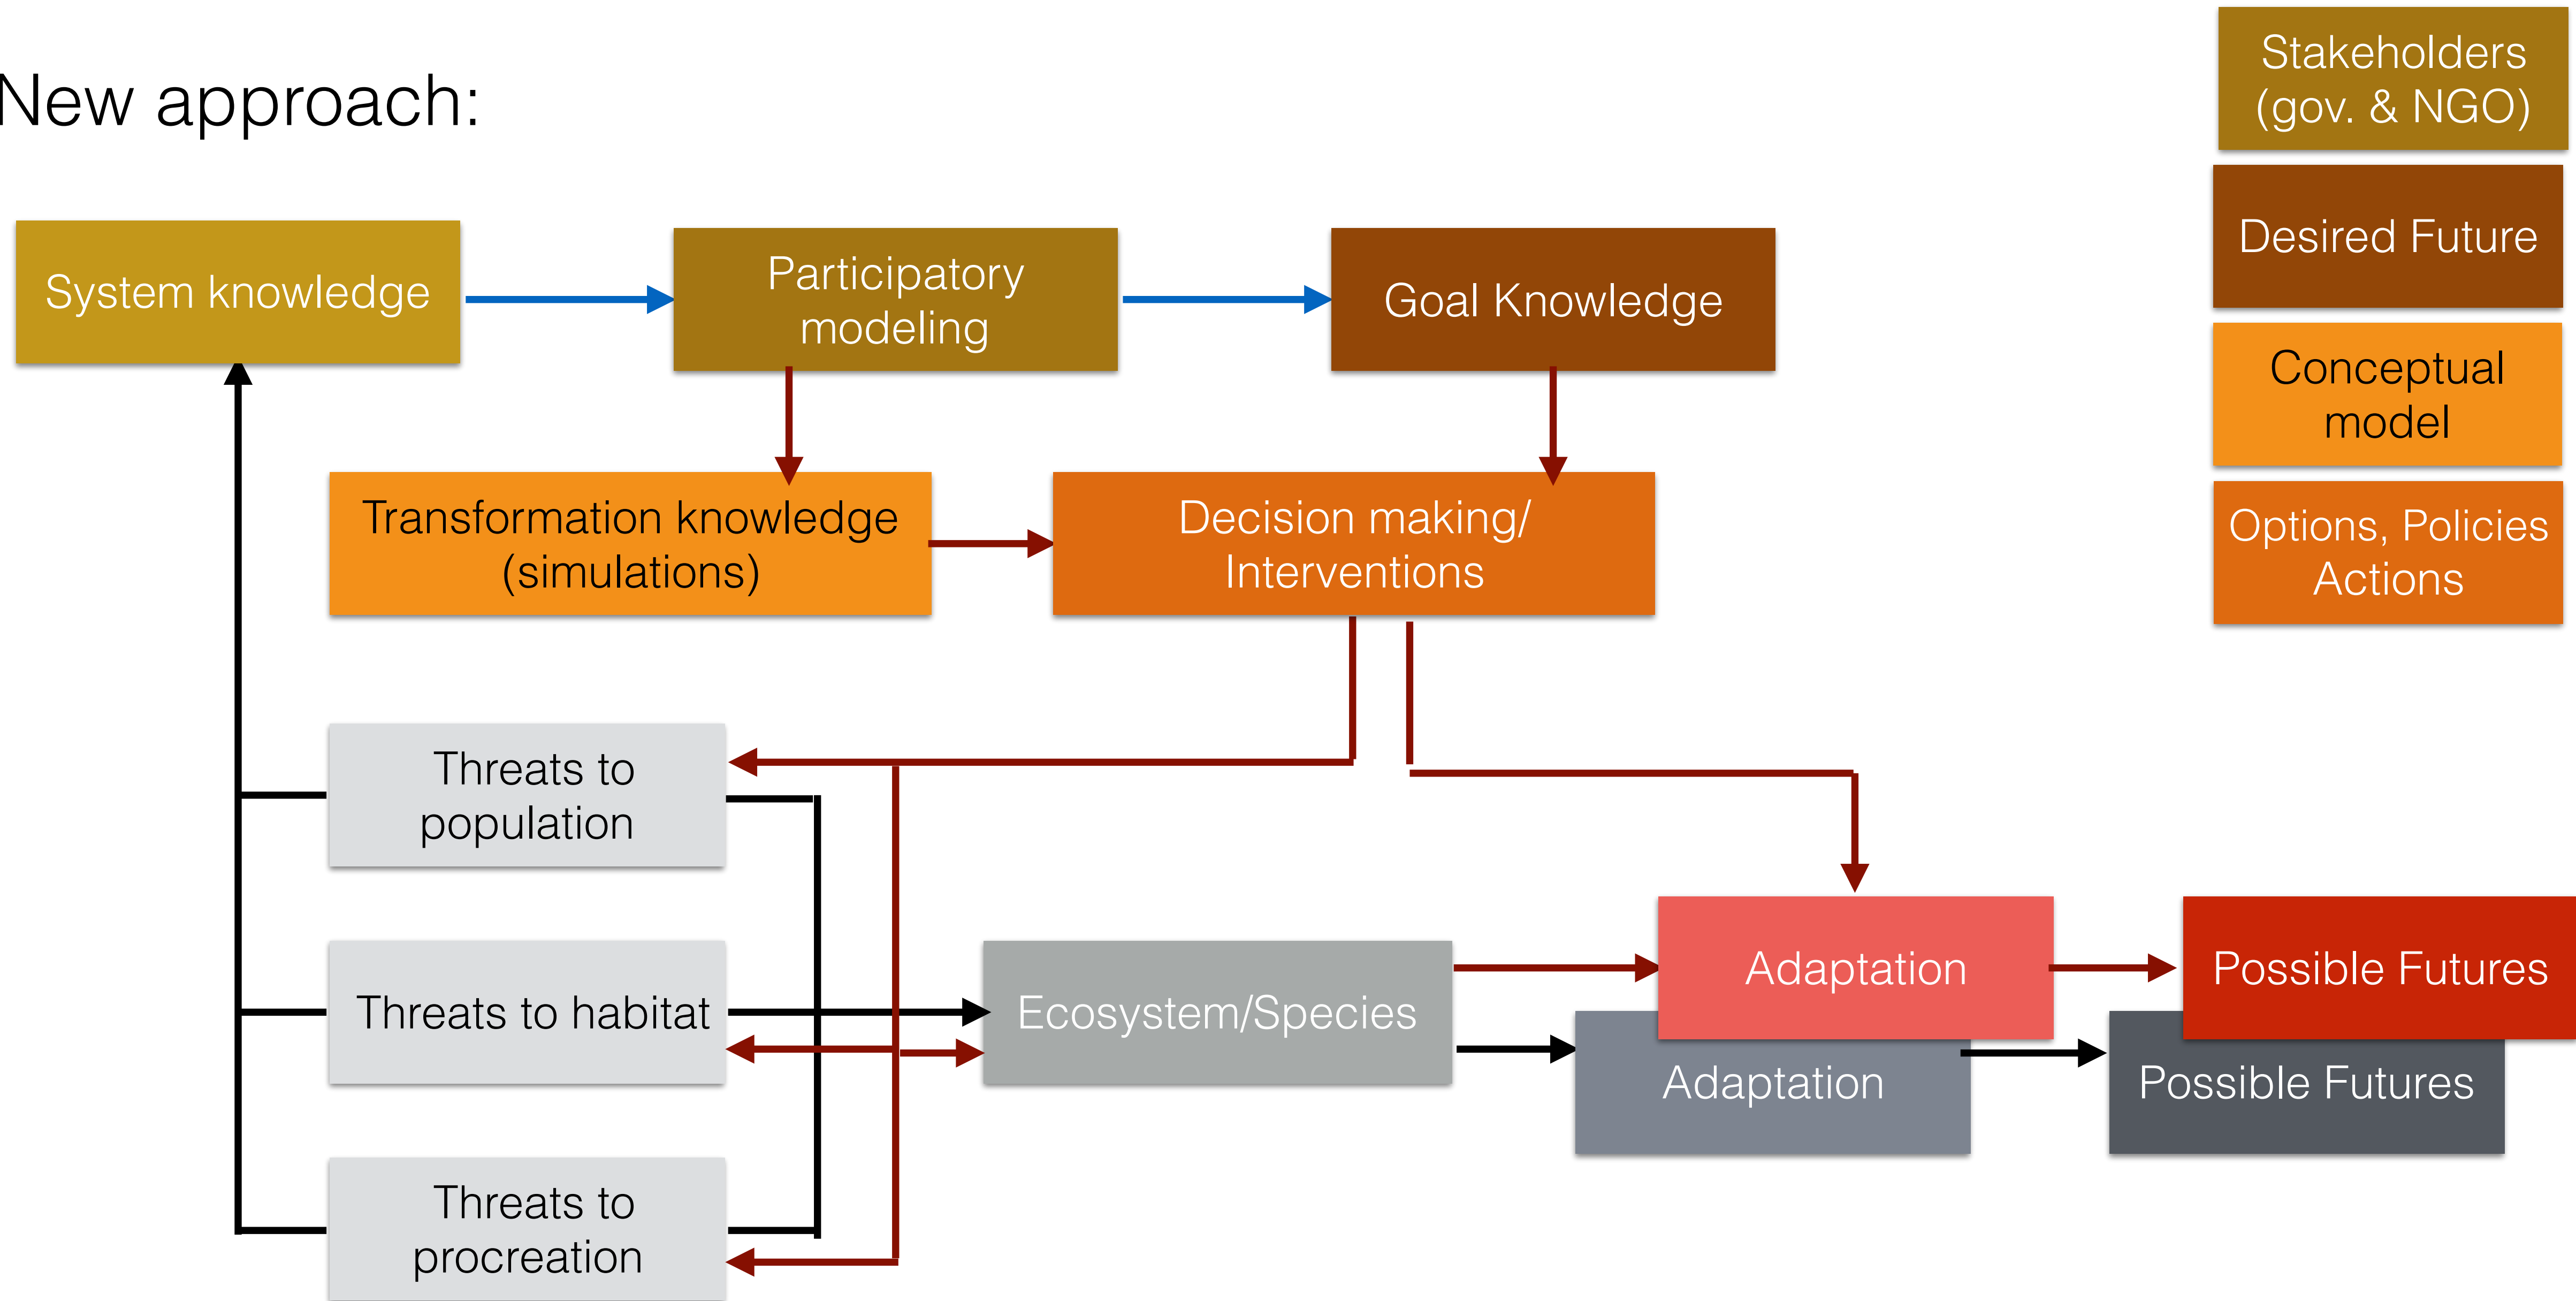 New approach:
Stakeholders
(gov. & NGO)
Desired Future
Conceptual
model
Options, Policies
Actions
System knowledge
Participatory
modeling
Goal Knowledge
Transformation knowledge
(simulations)
Decision making/
Interventions
Threats to
population
Threats to habitat
Threats to
procreation
Ecosystem/Species
Adaptation
Possible Futures
Adaptation
Possible Futures